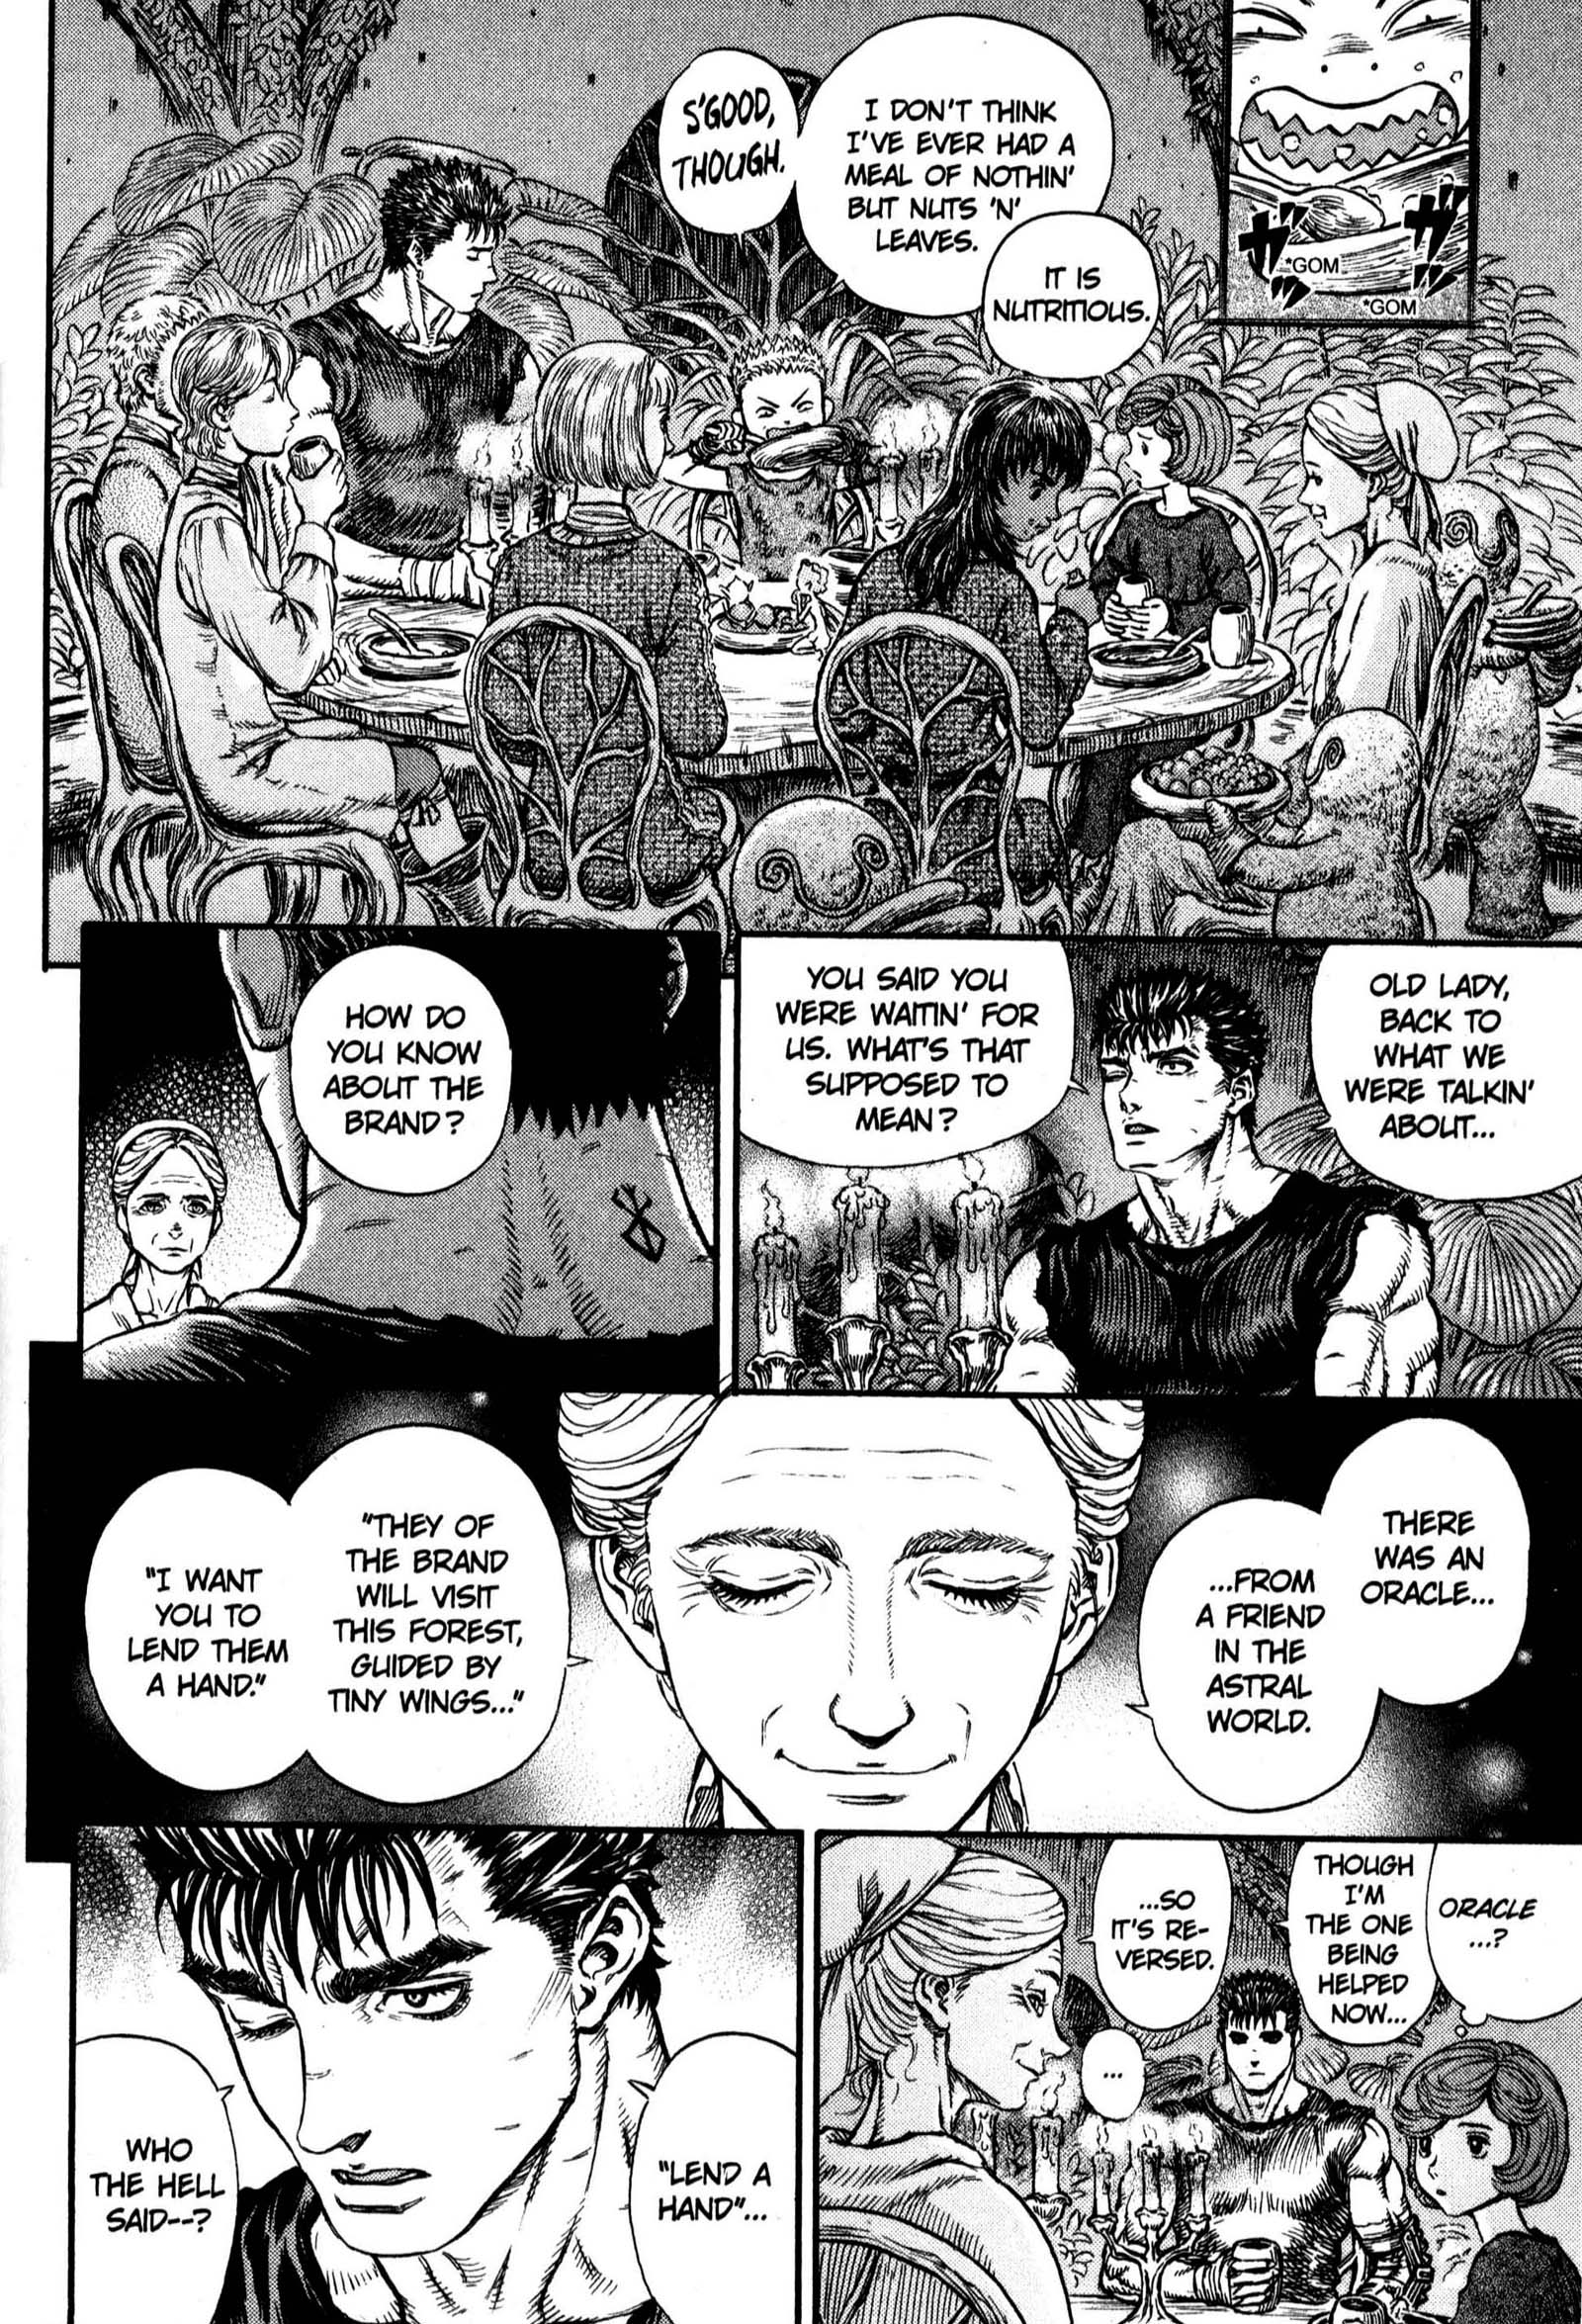 ガ
ガ
*GOM
*GOM
I DON'T THINK
I'VE EVER HAD A
MEAL OF NOTHIN'
BUT NUTS 'N'
LEAVES.
IT IS
NUTRITIOUS.
S'GOOD,
THOUGH.
OLD LADY,
BACK TO
WHAT WE
WERE TALKIN'
ABOUT...
YOU SAID YOU
WERE WAITIN' FOR
US. WHAT'S THAT
SUPPOSED TO
MEAN?
HOW DO
YOU KNOW
ABOUT THE
BRAND?
THERE
WAS AN
ORACLE...
...FROM
A FRIEND
IN THE
ASTRAL
WORLD.
"THEY OF
THE BRAND
WILL VISIT
THIS FOREST,
GUIDED BY
TINY WINGS..."
"I WANT
YOU TO
LEND THEM
A HAND."
ORACLE
...?
THOUGH
I'M
THE ONE
BEING
HELPED
NOW...
...SO
IT'S RE-
VERSED.
...
"LEND A
HAND"...
WHO
THE HELL
SAID--?